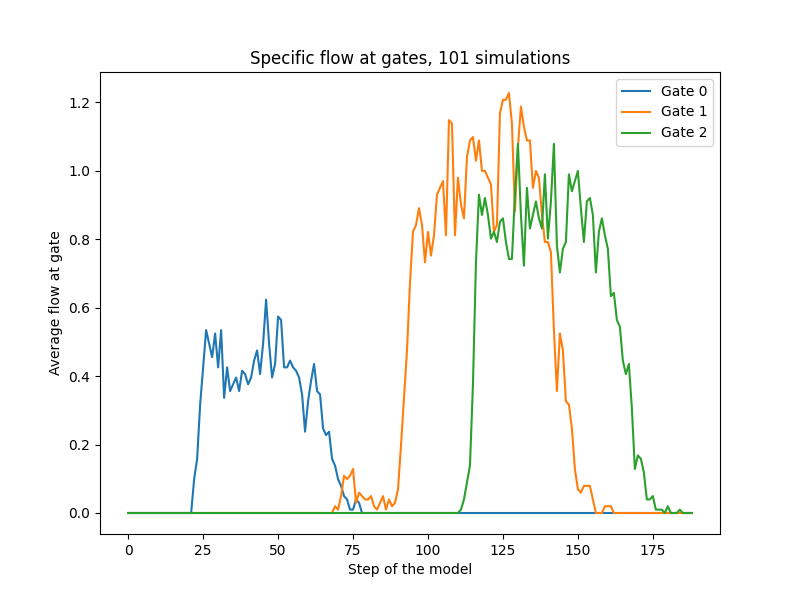 Specific flow at gates, 101 simulations
Gate 0
Gate 1
Gate 2
Average flow at gate
1.2
1.0
0.8
0.6
0.4
0.2
0.0
0 25 50 75 100 125 150 175
Step of the model